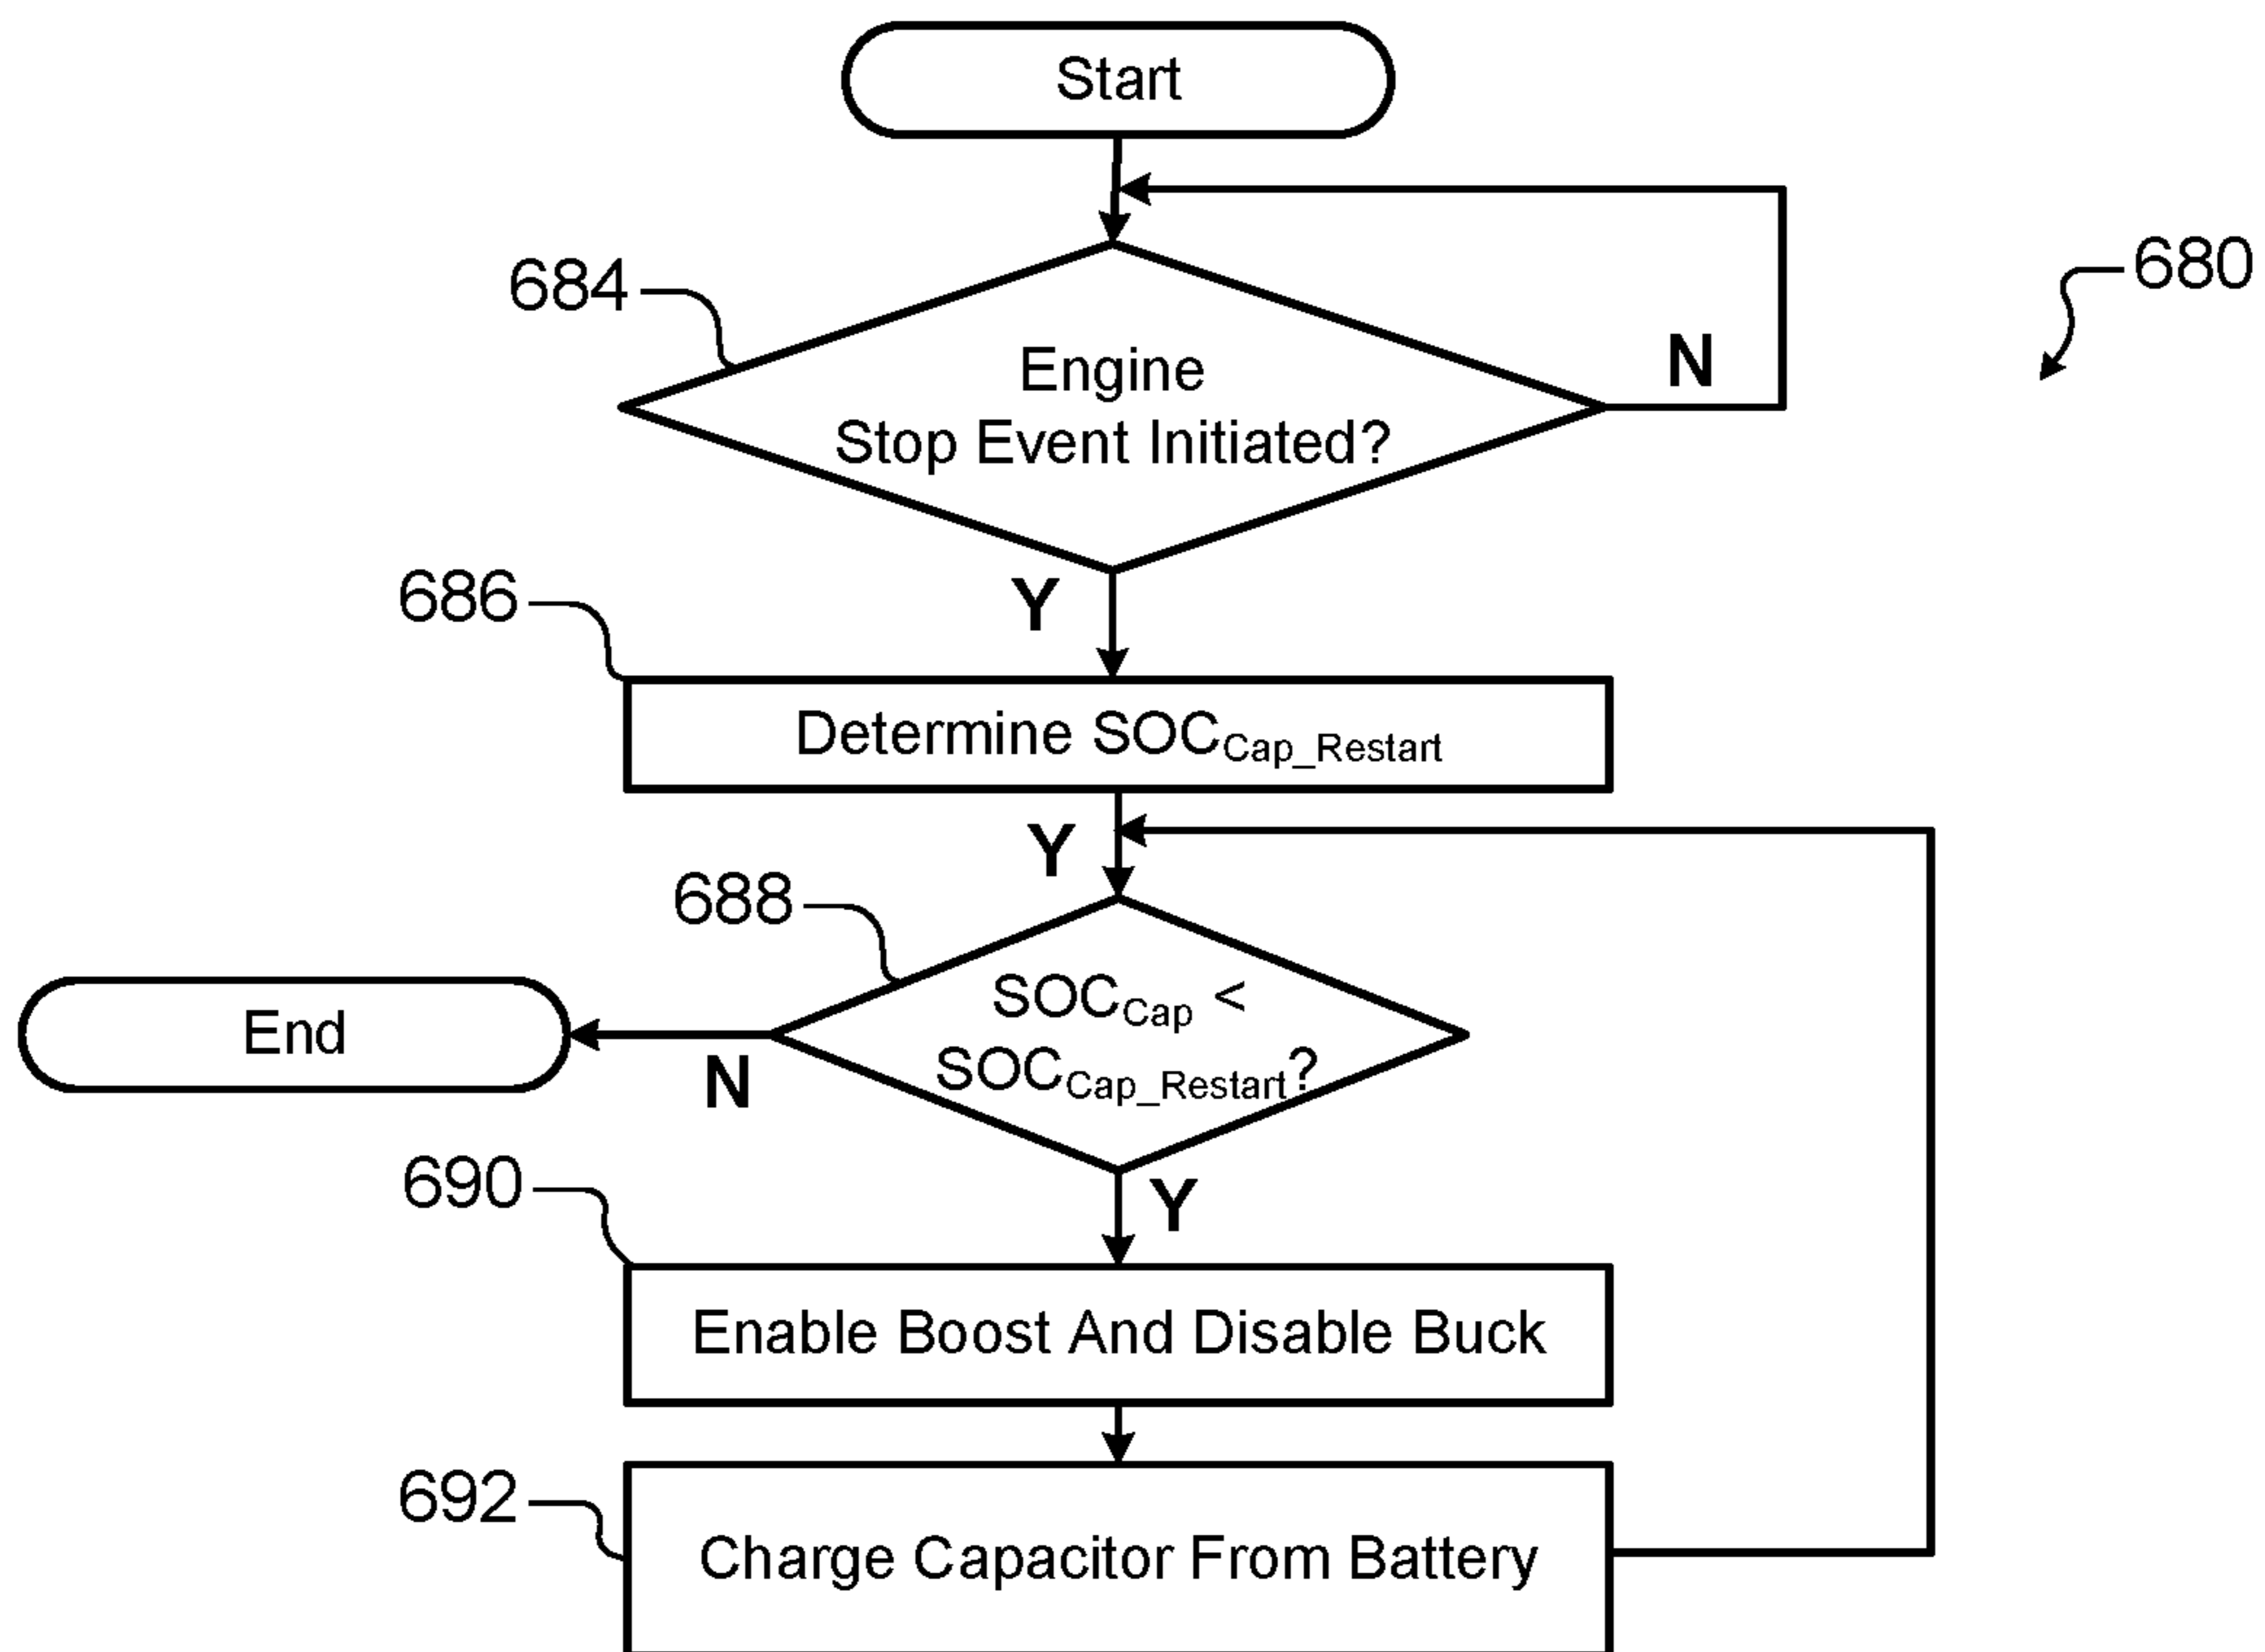 Start
680
684
Engine
N
Stop Event Initiated?
686
Y
Determine SOCCap_Restart
Y
688
SOCCap <
End
SOCCap_Restart?
N
690
Y
Enable Boost And Disable Buck
692
Charge Capacitor From Battery